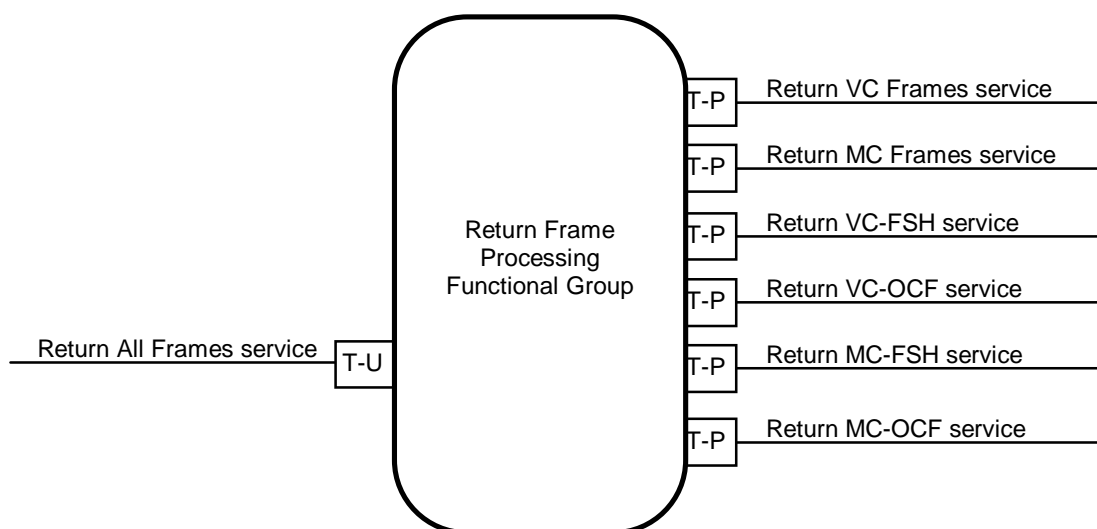 T-P Return VC Frames service
T-P Return MC Frames service
T-P Return VC-FSH service
Return Frame
Processing
Functional Group
T-P Return VC-OCF service
Return All Frames service T-U
T-P Return MC-FSH service
T-P Return MC-OCF service